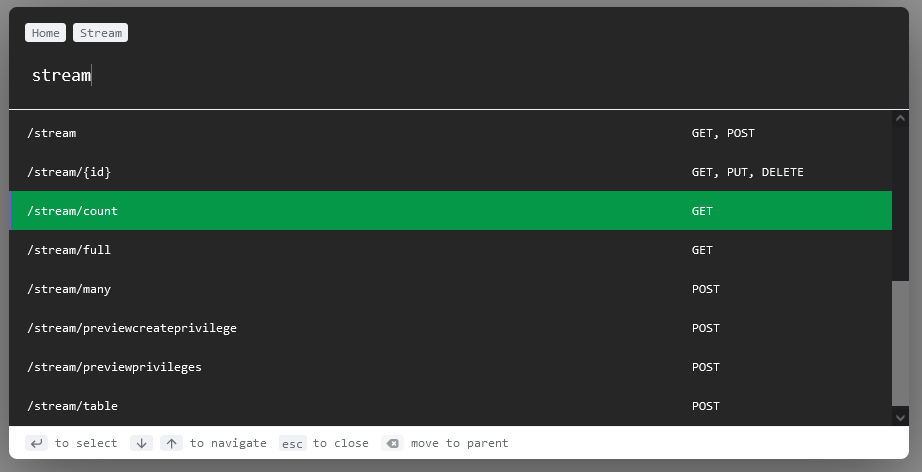 Home Stream
stream
/stream GET, POST
/stream/{id} GET, PUT, DELETE
/stream/count GET
/stream/full GET
/stream/many POST
/stream/previewcreateprivilege POST
/stream/previewprivileges POST
/stream/table POST
to select to navigate esc to close move to parent